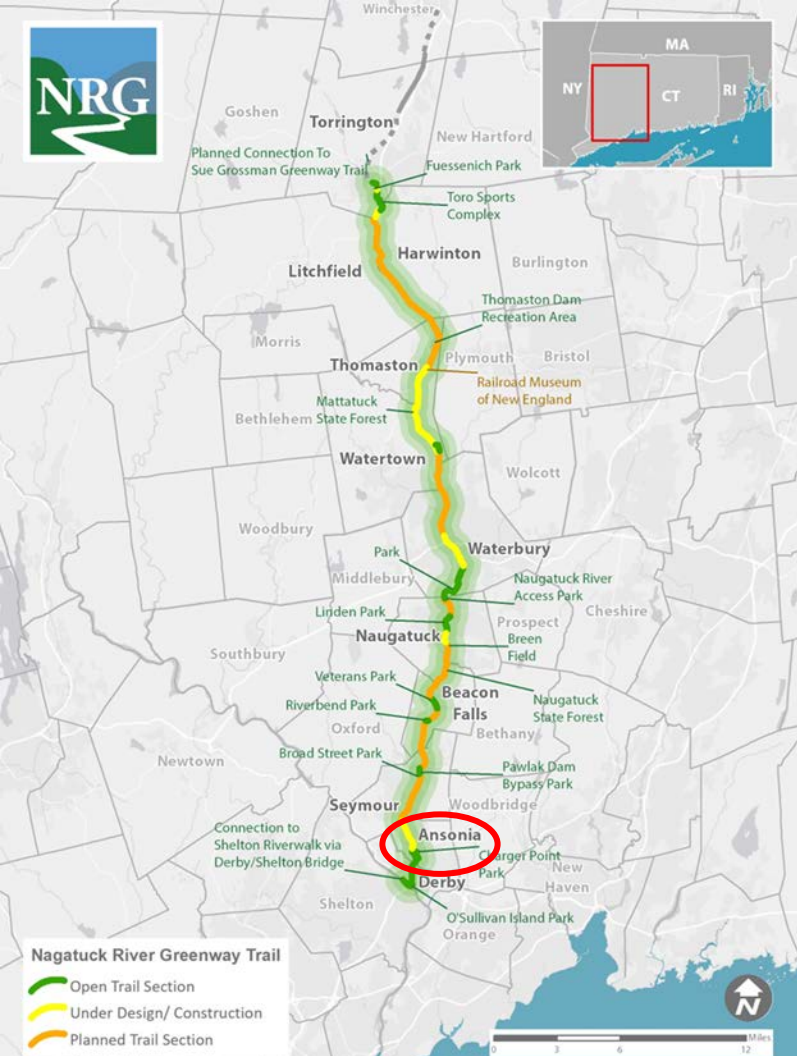 Winchester
NRG
MA
NY
CT
RI
Goshen
Torrington
New Hartford
Planned Connection To
Sue Grossman Greenway Trail
Fuessenich Park
Toro Sports
Complex
Harwinton
Litchfield
Burlington
Thomaston Dam
Recreation Area
Morris
Thomaston
Plymouth
Bristol
Railroad Museum
of New England
Mattatuck
State Forest
Bethlehem
Watertown
Wolcott
Woodbury
Park
Waterbury
Middlebury
Naugatuck River
Access Park
Linden Park
Cheshire
Prospect
Naugatuck
Breen
Field
Southbury
Veterans Park
Beacon
Falls
Riverbend Park
Naugatuck
State Forest
Oxford
Bethany
Broad Street Park
Newtown
Pawlak Dam
Bypass Park
Seymour
Woodbridge
Connection to
Shelton Riverwalk via
Derby/Shelton Bridge
Ansonia
Charger Point
Park
New
Haven
Derby
Shelton
O'Sullivan Island Park
Orange
Nagatuck River Greenway Trail
Open Trail Section
Under Design/ Construction
Planned Trail Section
N
Miles
0 3 6 12